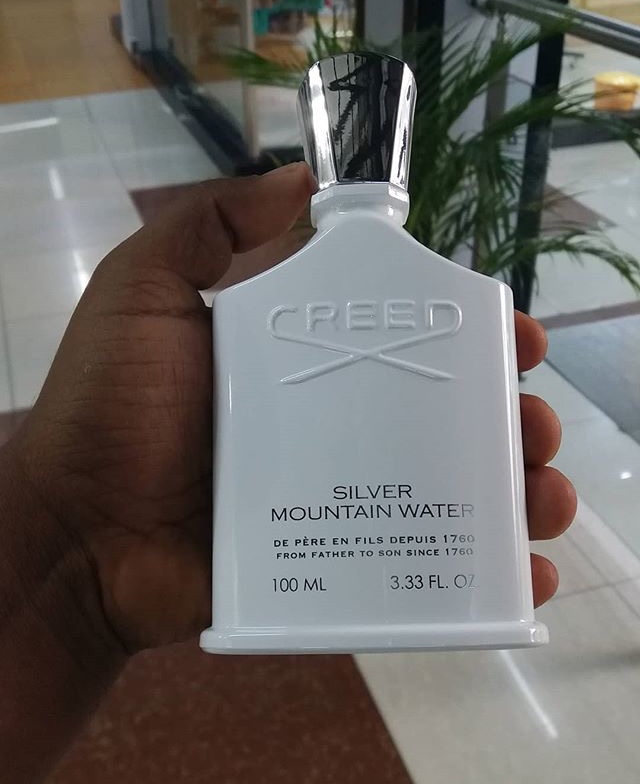 CREED
SILVER
MOUNTAIN WATER
DE PÈRE EN FILS DEPUIS 1760
FROM FATHER TO SON SINCE 1760
100 ML 3.33 FL. OZ